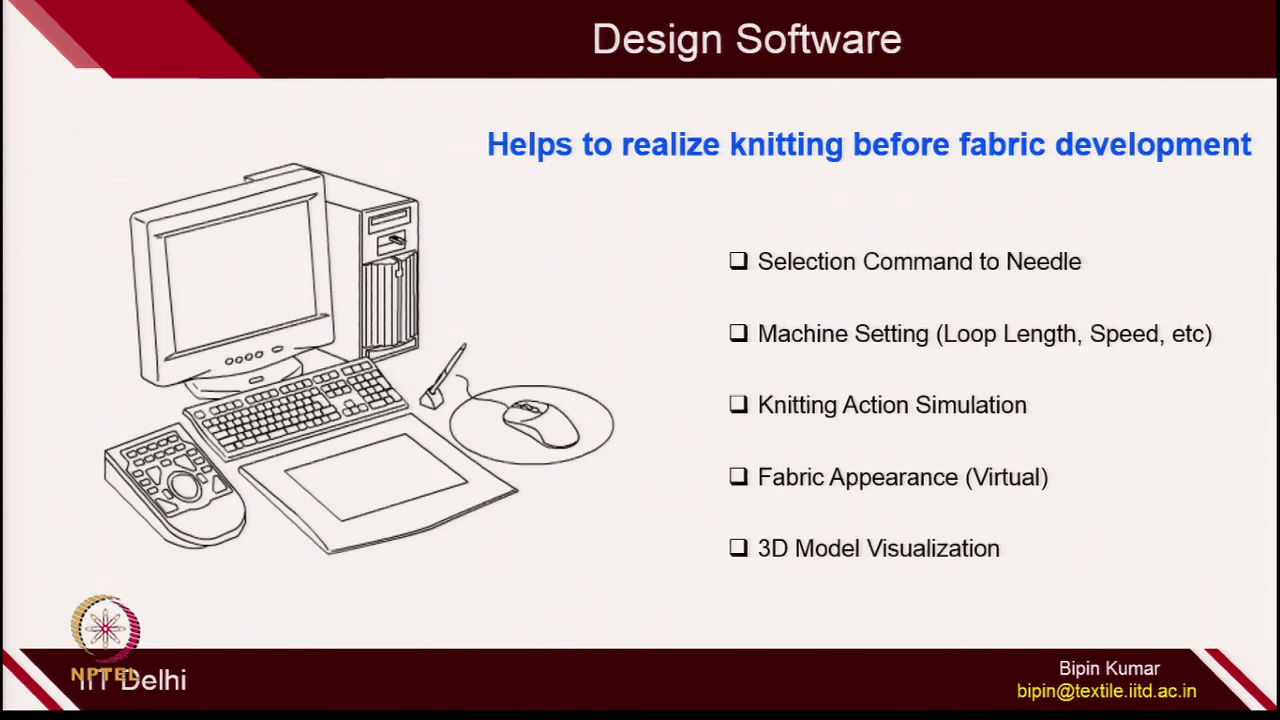 Design Software
Helps to realize knitting before fabric development
Selection Command to Needle
Machine Setting (Loop Length, Speed, etc)
Knitting Action Simulation
Fabric Appearance (Virtual)
3D Model Visualization
NPTEL
IIT Delhi
Bipin Kumar
bipin@textile.iitd.ac.in